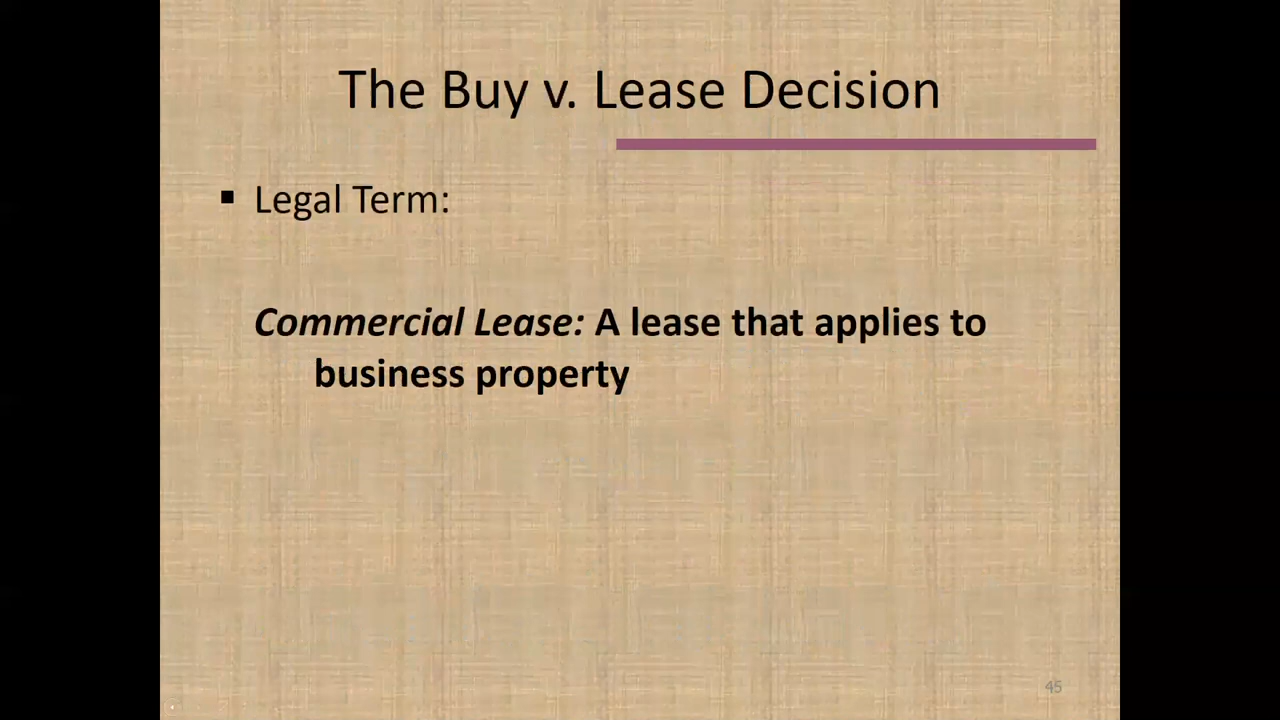 The Buy v. Lease Decision
▪ Legal Term:
Commercial Lease: A lease that applies to
business property
45